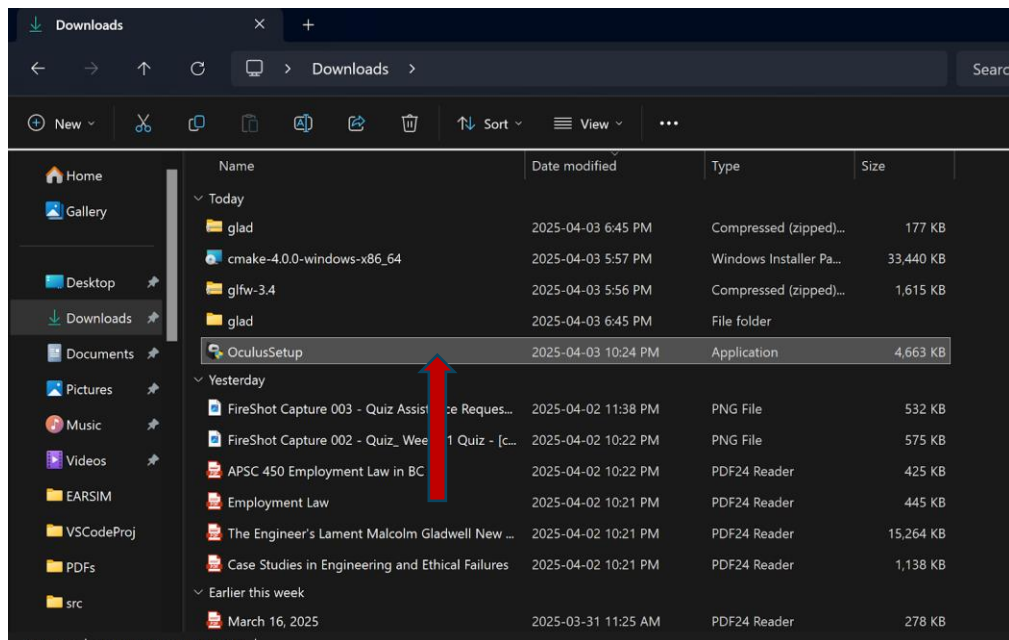 Downloads
Downloads
Searc
New
Sort
View
Name Date modified Type Size
Home
Gallery
Desktop
Downloads
Documents
Pictures
Music
Videos
EARSIM
VSCodeProj
PDFs
src
Today
glad 2025-04-03 6:45 PM Compressed (zipped)... 177 KB
cmake-4.0.0-windows-x86_64 2025-04-03 5:57 PM Windows Installer Pa... 33,440 KB
glfw-3.4 2025-04-03 5:56 PM Compressed (zipped)... 1,615 KB
glad 2025-04-03 6:45 PM File folder
OculusSetup 2025-04-03 10:24 PM Application 4,663 KB
Yesterday
FireShot Capture 003 - Quiz Assist ce Reques... 2025-04-02 11:38 PM PNG File 532 KB
FireShot Capture 002 - Quiz_ Wee 1 Quiz - [c... 2025-04-02 10:22 PM PNG File 575 KB
APSC 450 Employment Law in BC 2025-04-02 10:22 PM PDF24 Reader 425 KB
Employment Law 2025-04-02 10:21 PM PDF24 Reader 445 KB
The Engineer's Lament Malcolm Gladwell New ... 2025-04-02 10:21 PM PDF24 Reader 15,264 KB
Case Studies in Engineering and Ethical Failures 2025-04-02 10:21 PM PDF24 Reader 1,138 KB
Earlier this week
March 16, 2025 2025-03-31 11:25 AM PDF24 Reader 278 KB